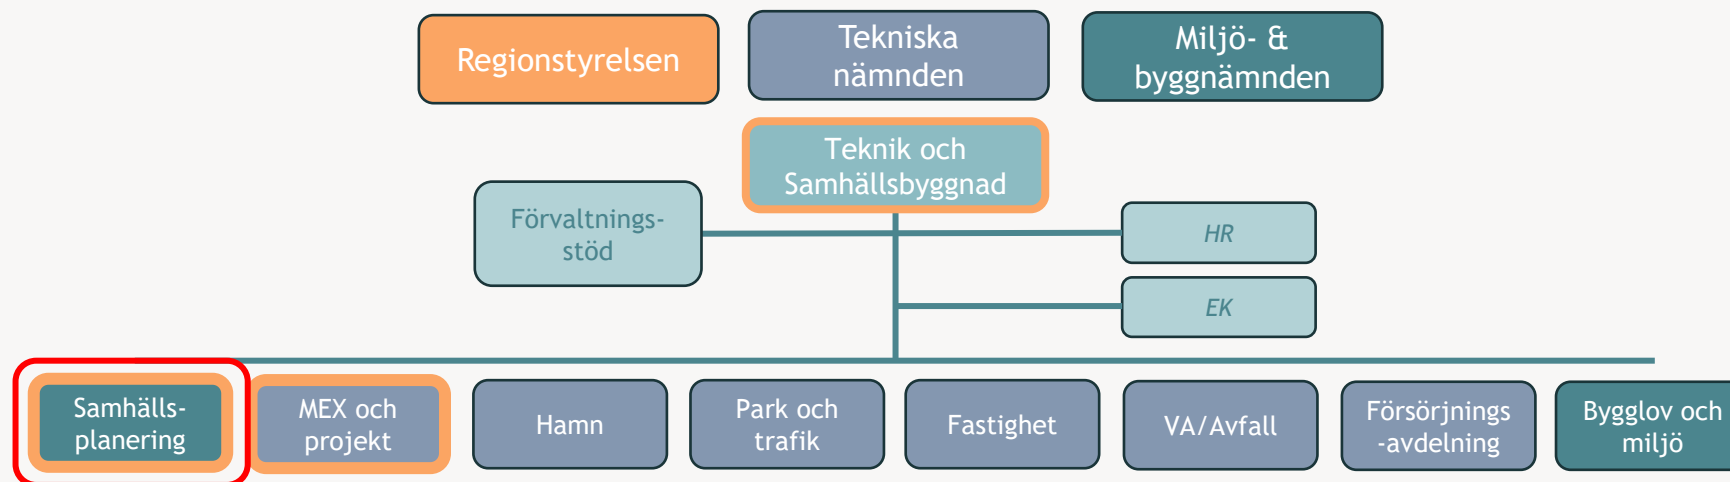 Regionstyrelsen
Tekniska
nämnden
Miljö- &
byggnämnden
Teknik och
Samhällsbyggnad
Förvaltnings-
stöd
HR
EK
Samhälls-
planering
MEX och
projekt
Hamn
Park och
trafik
Fastighet
VA/Avfall
Försörjnings
-avdelning
Bygglov och
miljö